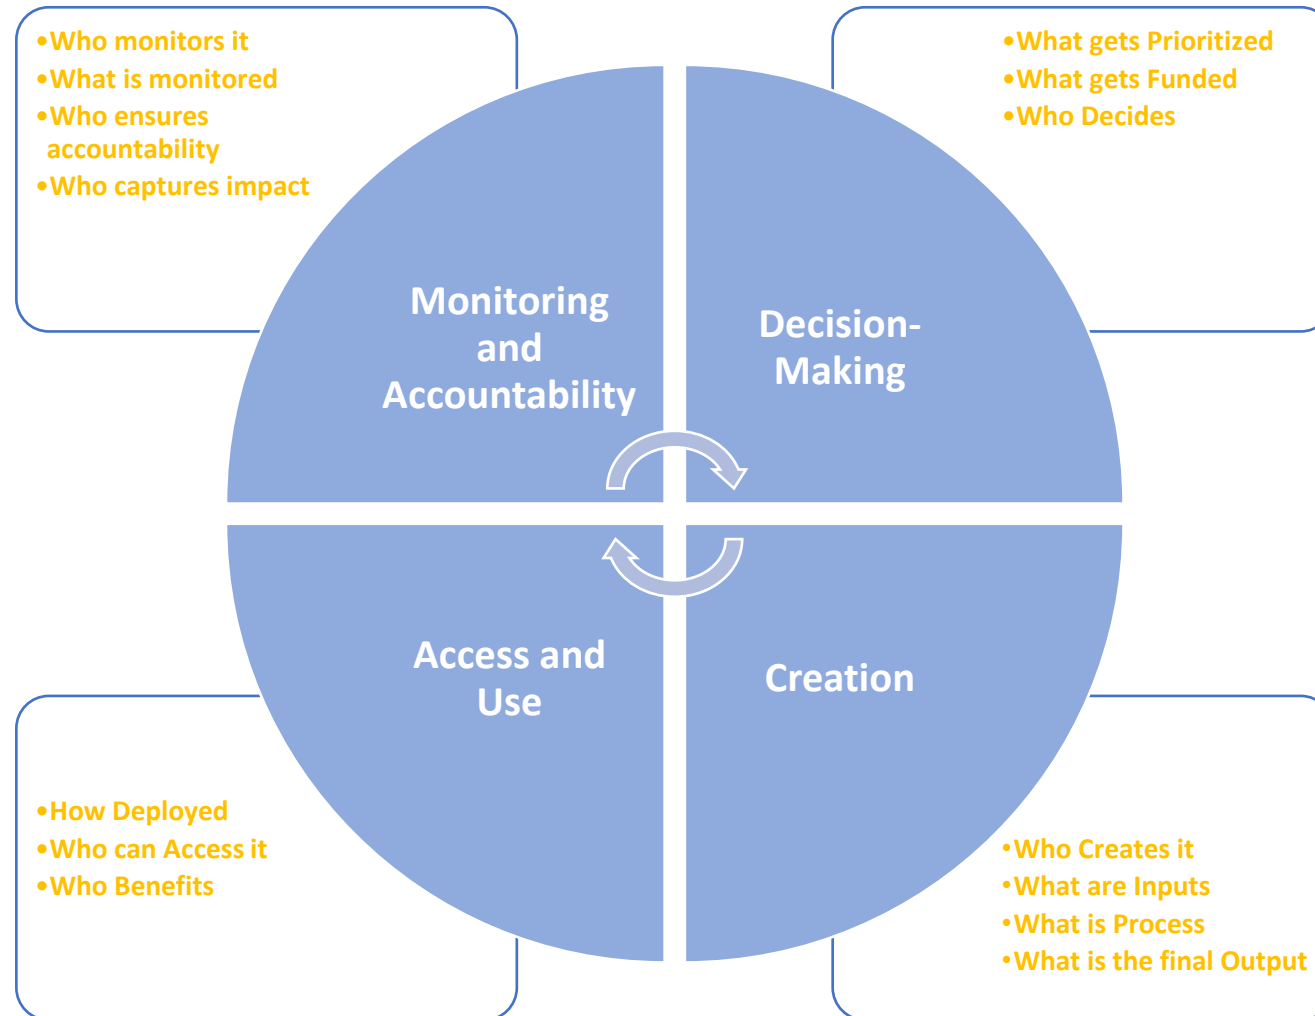 •Who monitors it
•What is monitored
•Who ensures
accountability
•Who captures impact
•What gets Prioritized
•What gets Funded
•Who Decides
Monitoring
and
Accountability
Decision-
Making
Access and
Use
Creation
•How Deployed
•Who can Access it
•Who Benefits
•Who Creates it
•What are Inputs
•What is Process
•What is the final Output